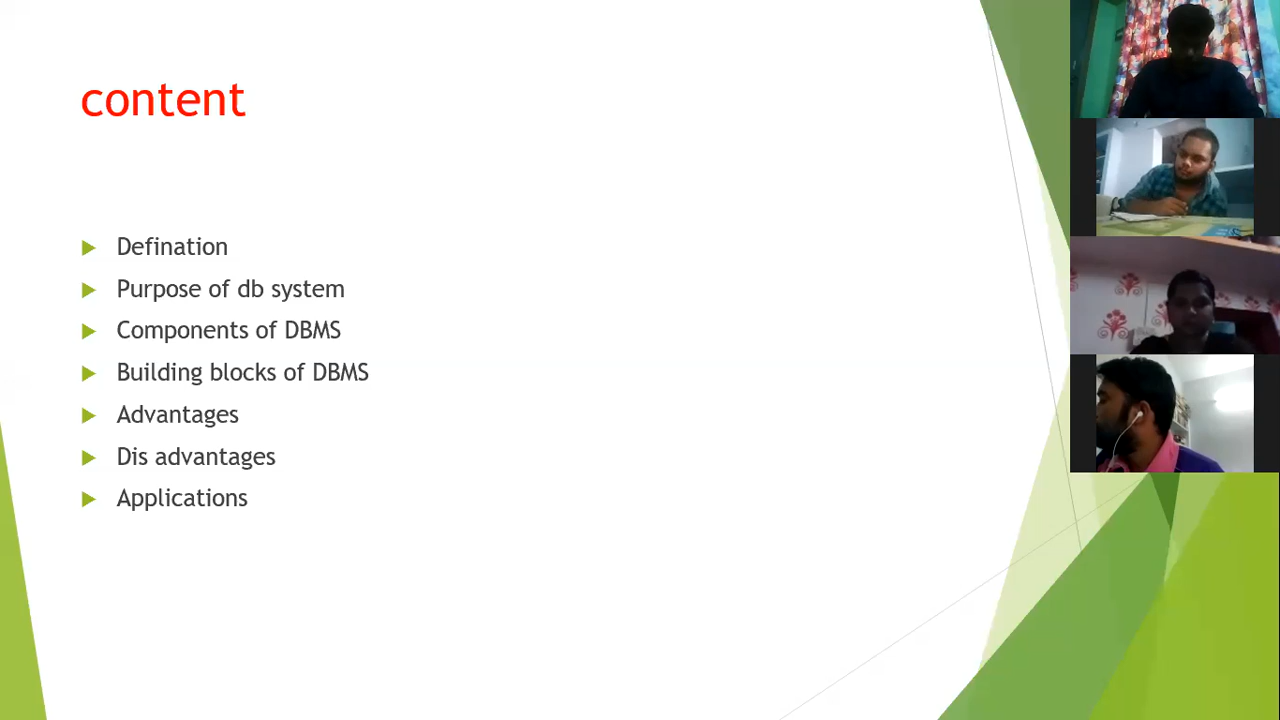 content
Defination
Purpose of db system
Components of DBMS
Building blocks of DBMS
Advantages
Dis advantages
Applications